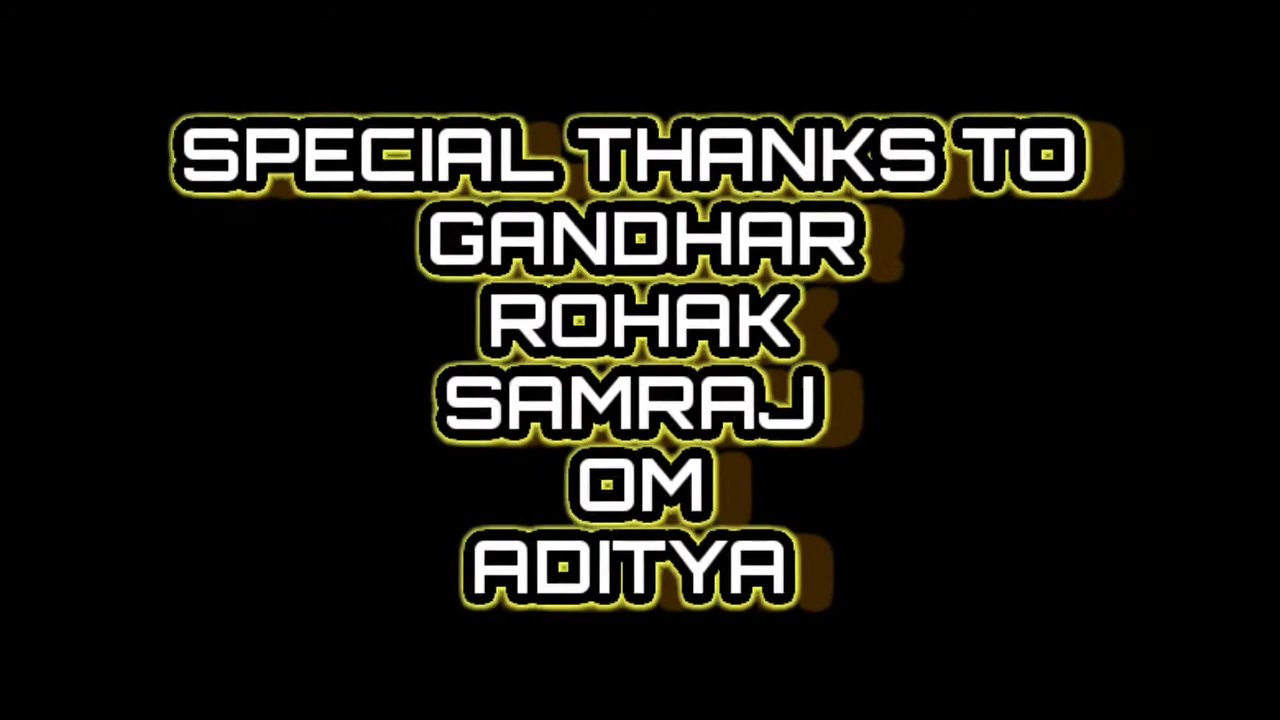 SPECIAL THANKS TO
GANDHAR
ROHAK
SAMRAJ
OM
ADITYA